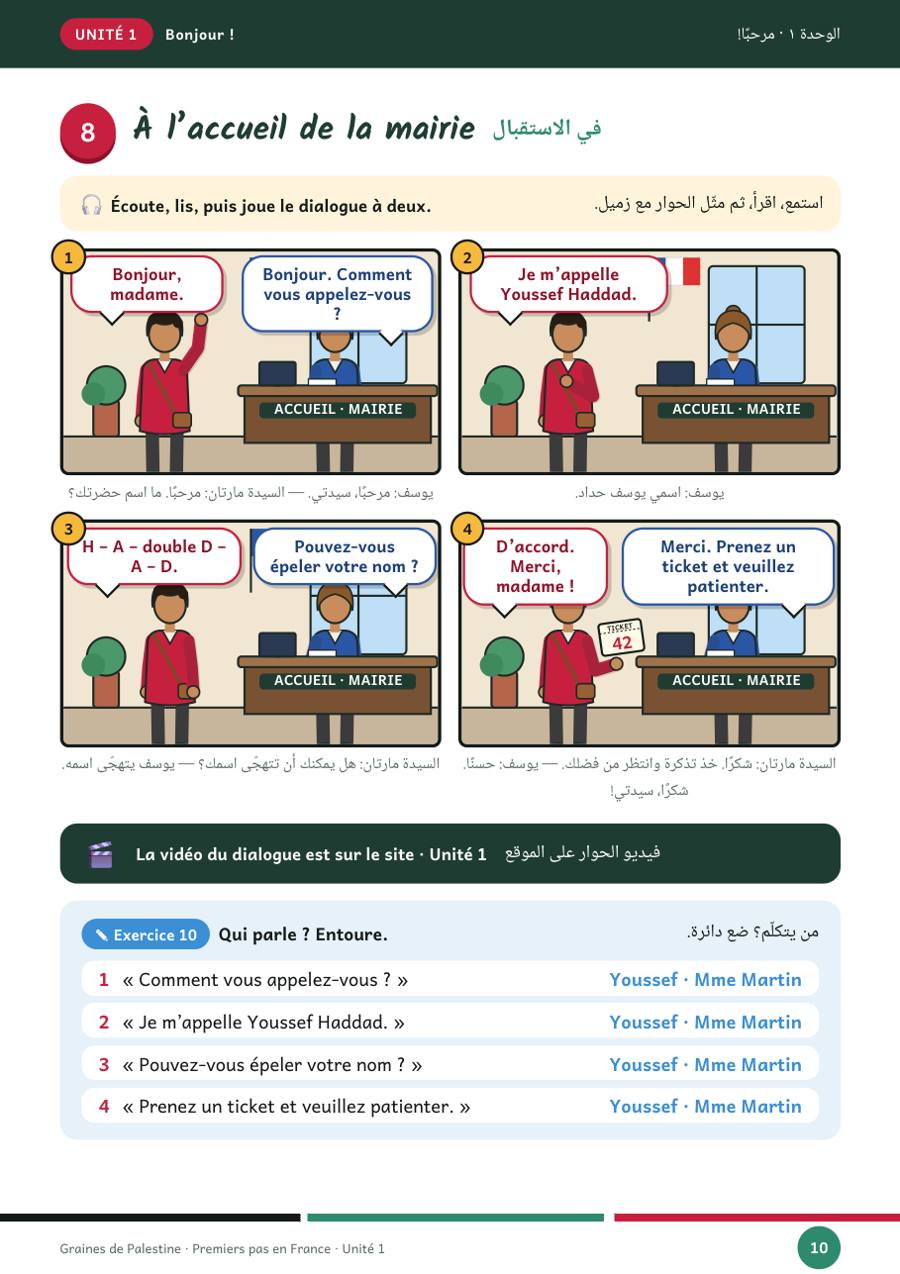 UNITÉ 1 Bonjour !
الوحدة ١ · مرحبًا!
8 À l’accueil de la mairie في الاستقبال
Écoute, lis, puis joue le dialogue à deux.
استمع، اقرأ، ثم مثّل الحوار مع زميل.
1
Bonjour,
madame.
Bonjour. Comment
vous appelez-vous
?
ACCUEIL · MAIRIE
يوسف: مرحبًا، سيدتي. — السيدة مارتان: مرحبًا. ما اسم حضرتك؟
2
Je m’appelle
Youssef Haddad.
ACCUEIL · MAIRIE
يوسف: اسمي يوسف حداد.
3
H – A – double D –
A – D.
Pouvez-vous
épeler votre nom ?
ACCUEIL · MAIRIE
السيدة مارتان: هل يمكنك أن تتهجّى اسمك؟ — يوسف يتهجّى اسمه.
4
D’accord.
Merci,
madame !
Merci. Prenez un
ticket et veuillez
patienter.
TICKET
42
ACCUEIL · MAIRIE
السيدة مارتان: شكرًا. خذ تذكرة وانتظر من فضلك. — يوسف: حسنًا.
شكرًا، سيدتي!
La vidéo du dialogue est sur le site · Unité 1 فيديو الحوار على الموقع
Exercice 10 Qui parle ? Entoure.
من يتكلّم؟ ضع دائرة.
1 « Comment vous appelez-vous ? » Youssef · Mme Martin
2 « Je m’appelle Youssef Haddad. » Youssef · Mme Martin
3 « Pouvez-vous épeler votre nom ? » Youssef · Mme Martin
4 « Prenez un ticket et veuillez patienter. » Youssef · Mme Martin
Graines de Palestine · Premiers pas en France · Unité 1
10